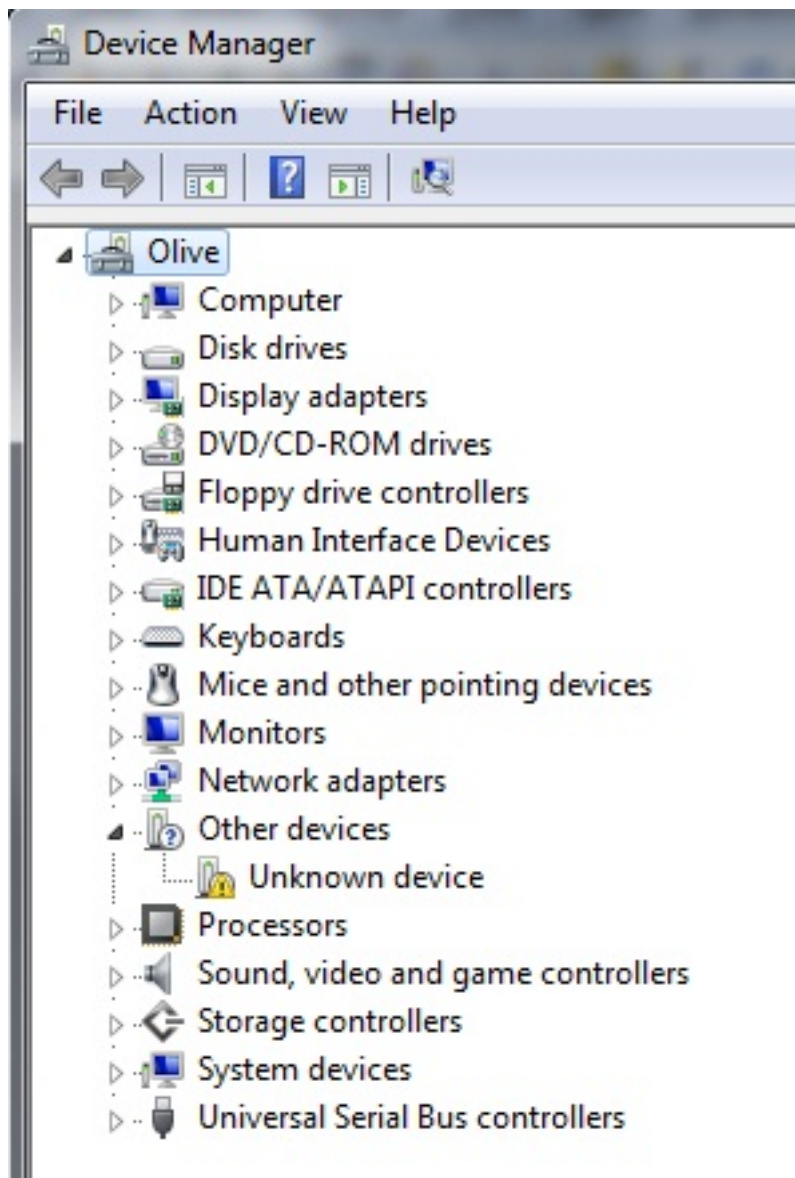 Device Manager
File Action View Help
Olive
Computer
Disk drives
Display adapters
DVD/CD-ROM drives
Floppy drive controllers
Human Interface Devices
IDE ATA/ATAPI controllers
Keyboards
Mice and other pointing devices
Monitors
Network adapters
Other devices
Unknown device
Processors
Sound, video and game controllers
Storage controllers
System devices
Universal Serial Bus controllers